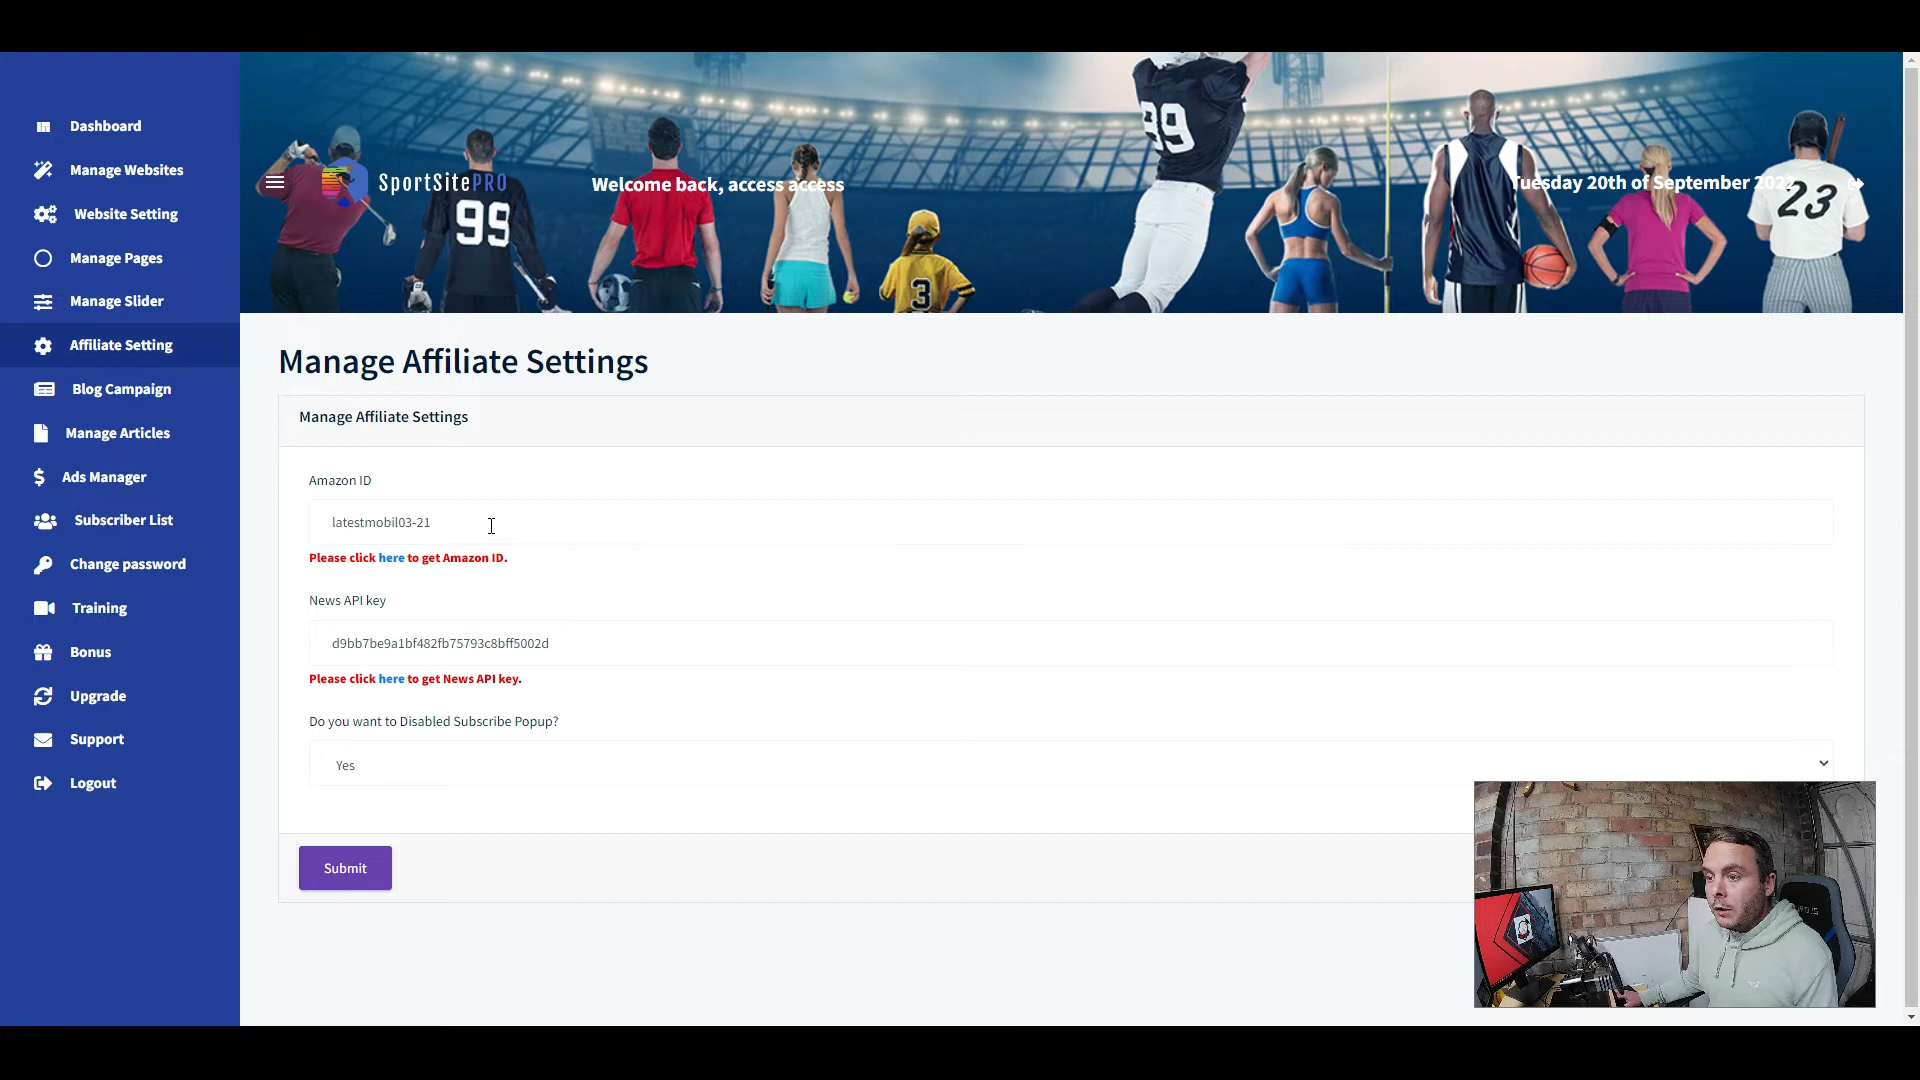 Dashboard
Manage Websites
Website Setting
Manage Pages
Manage Slider
Affiliate Setting
Blog Campaign
Manage Articles
Ads Manager
Subscriber List
Change password
Training
Bonus
Upgrade
Support
Logout
SportSitePRO
Welcome back, access access
Tuesday 20th of September 2022
99
3
99
23
Manage Affiliate Settings
Manage Affiliate Settings
Amazon ID
latestmobil03-21
Please click here to get Amazon ID.
News API key
d9bb7be9a1bf482fb75793c8bff5002d
Please click here to get News API key.
Do you want to Disabled Subscribe Popup?
Yes
Submit